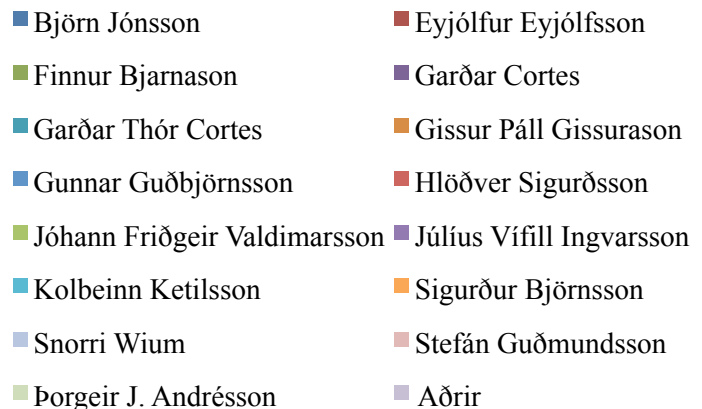 Björn Jónsson Eyjólfur Eyjólfsson
Finnur Bjarnason Garðar Cortes
Garðar Thór Cortes Gissur Páll Gissurason
Gunnar Guðbjörnsson Hlöðver Sigurðsson
Jóhann Friðgeir Valdimarsson Júlíus Vífill Ingvarsson
Kolbeinn Ketilsson Sigurður Björnsson
Snorri Wium Stefán Guðmundsson
Þorgeir J. Andrésson Aðrir